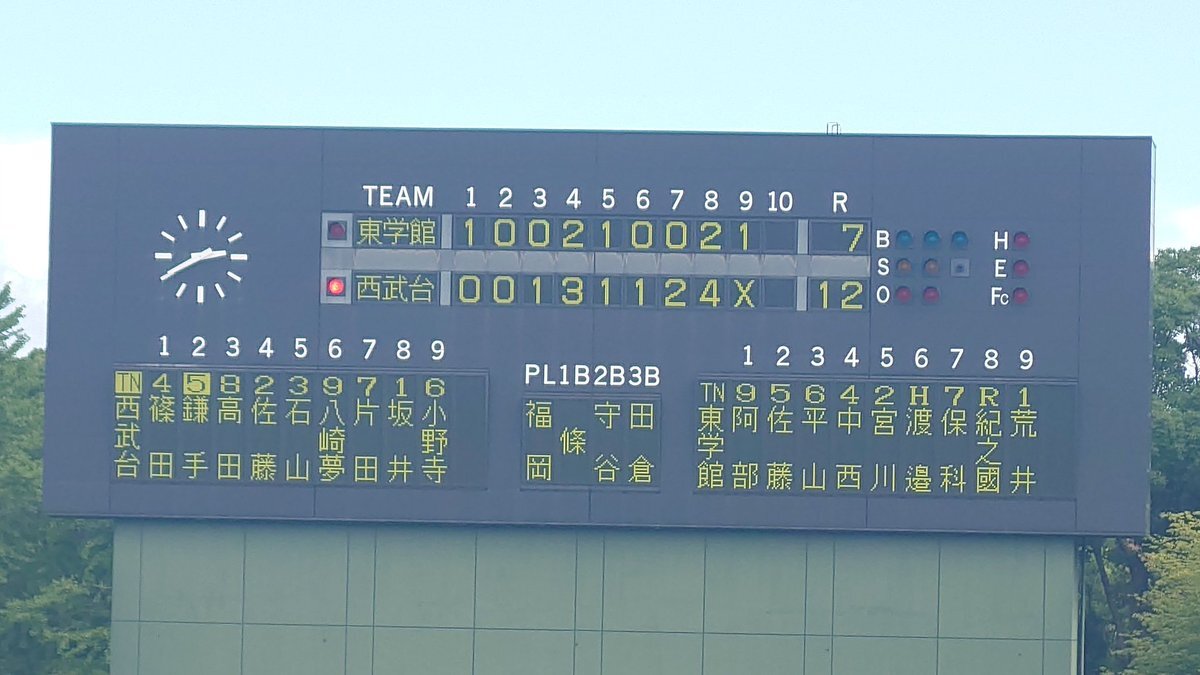 TEAM 1 2 3 4 5 6 7 8 9 10 R
東学館 1 0 0 2 1 0 0 2 1 7
西武台 0 0 1 3 1 1 2 4 X 12
B H
S E
O Fc
1 2 3 4 5 6 7 8 9
TN 4 5 8 2 3 9 7 1 6
西武台 篠田 鎌手 高田 佐藤 石山 八崎夢 片田 坂井 小野寺
PL 1B 2B 3B
福岡 條 守谷 田倉
1 2 3 4 5 6 7 8 9
TN 9 5 6 4 2 H 7 R 1
東学館 阿部 佐藤 平山 中西 宮川 渡邉 保科 紀之國 荒井